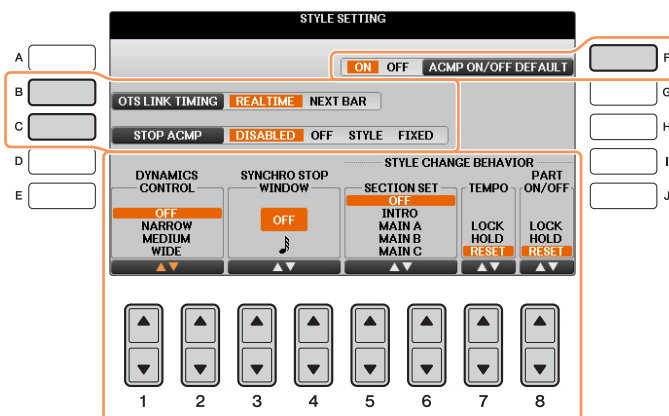 STYLE SETTING
A
F
ON OFF ACMP ON/OFF DEFAULT
B
G
OTS LINK TIMING REALTIME NEXT BAR
C
H
STOP ACMP DISABLED OFF STYLE FIXED
D
I
E
J
STYLE CHANGE BEHAVIOR
DYNAMICS CONTROL
OFF
NARROW
MEDIUM
WIDE
SYNCHRO STOP WINDOW
OFF
SECTION SET
OFF
INTRO
MAIN A
MAIN B
MAIN C
TEMPO
LOCK
HOLD
RESET
PART ON/OFF
LOCK
HOLD
RESET
1 2 3 4 5 6 7 8